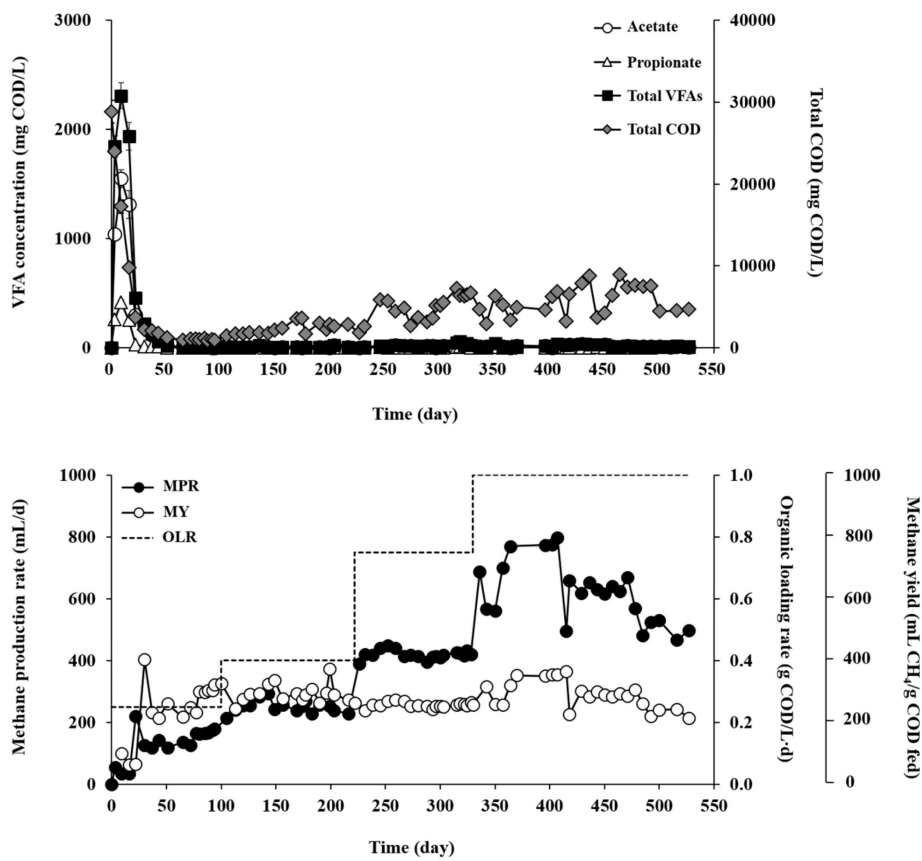 3000
2000
1000
0
VFA concentration (mg COD/L)
Acetate
Propionate
Total VFAs
Total COD
40000
30000
20000
10000
0
Total COD
(mg COD/L)
0 50 100 150 200 250 300 350 400 450 500 550
Time (day)
1000
800
600
400
200
0
Methane production rate (mL/d)
MPR
MY
OLR
1.0
0.8
0.6
0.4
0.2
0.0
Organic loading rate (g COD/L·d)
1000
800
600
400
200
0
Methane yield (mL CH₄/g COD fed)
0 50 100 150 200 250 300 350 400 450 500 550
Time (day)